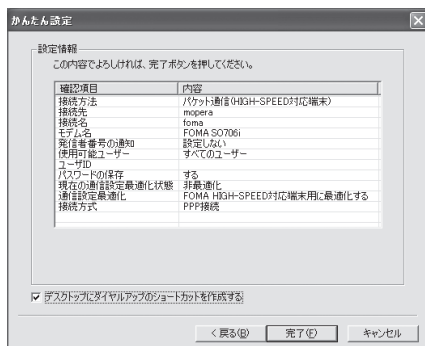 かんたん設定
設定情報
この内容でよろしければ、完了ボタンを押してください。
確認項目 内容
接続方法 パケット通信(HIGH-SPEED対応端末)
接続先 mopera
接続名 foma
モデム名 FOMA SO706i
発信者番号の通知 設定しない
使用可能ユーザー すべてのユーザー
ユーザID
パスワードの保存 する
現在の通信設定最適化状態 非最適化
通信設定最適化 FOMA HIGH-SPEED対応端末用に最適化する
接続方式 PPP接続
デスクトップにダイヤルアップのショートカットを作成する
< 戻る(B) 完了(F) キャンセル